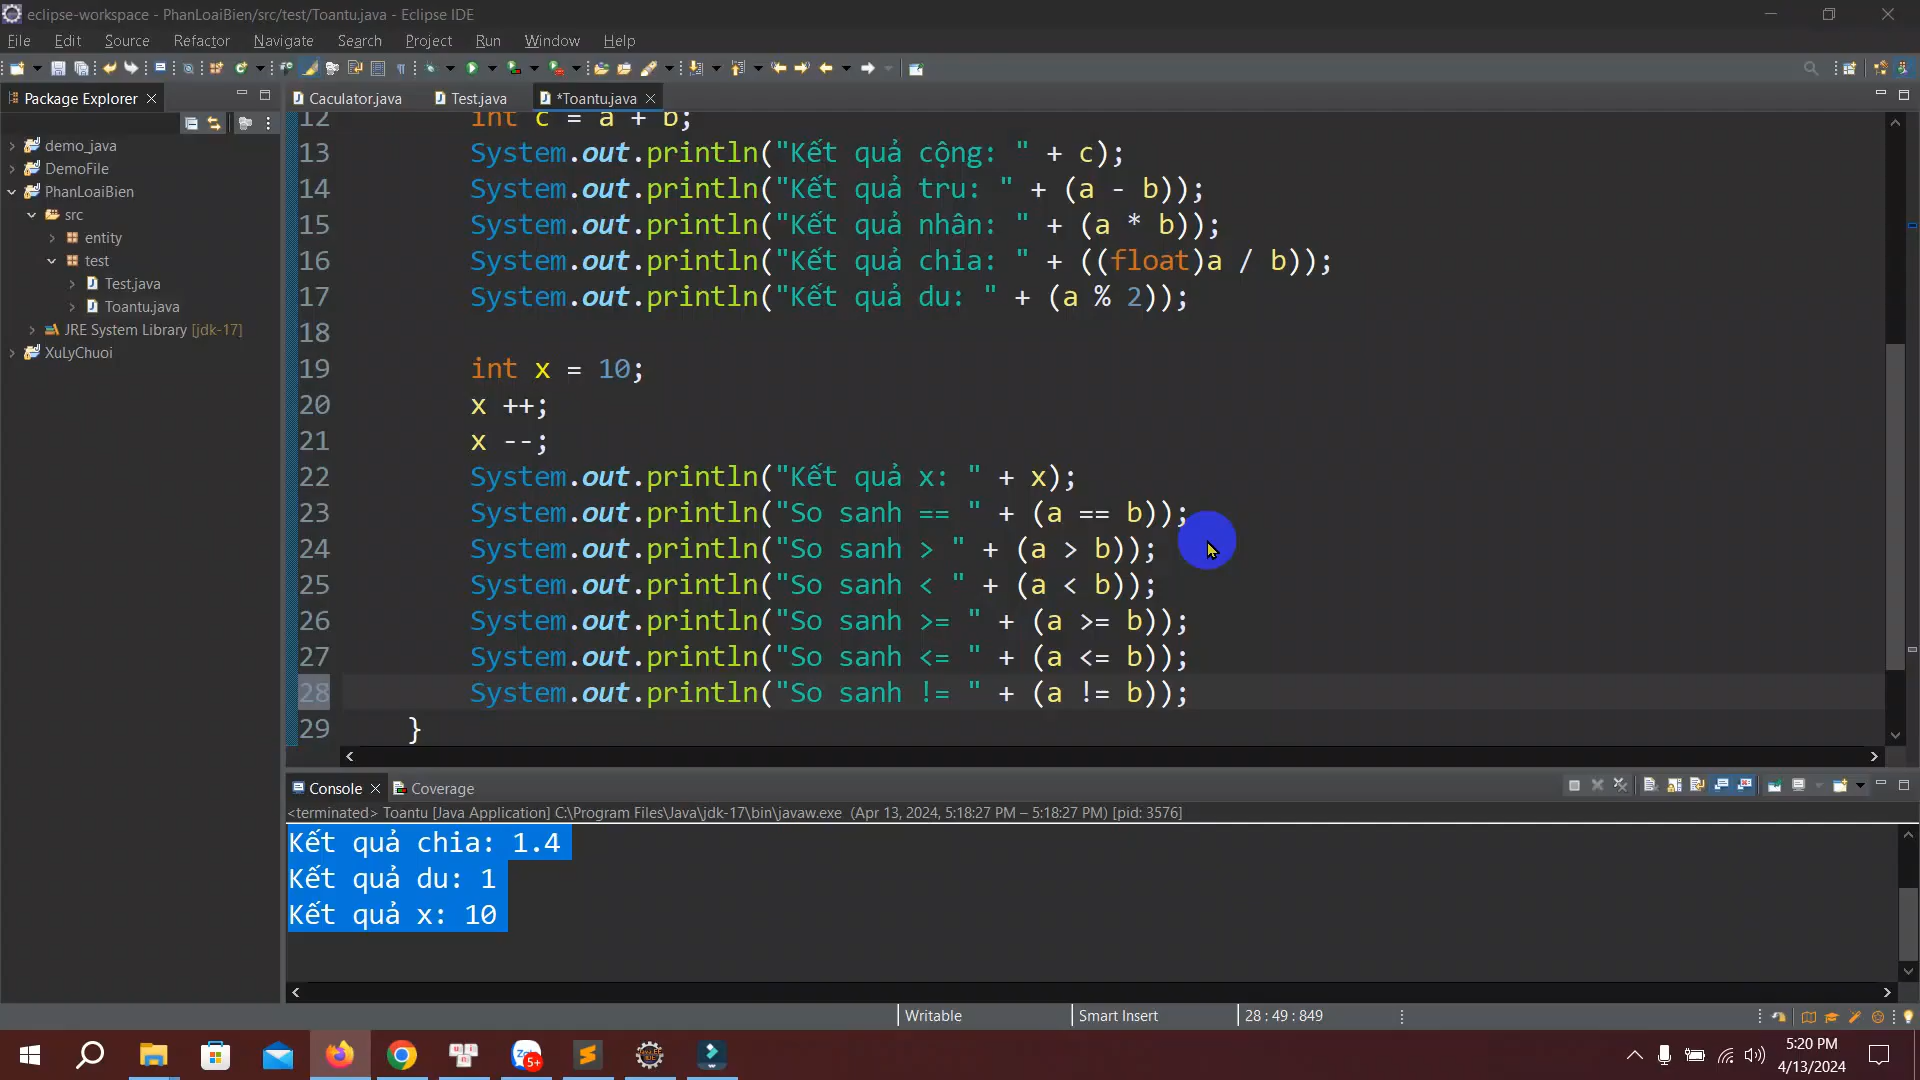 eclipse-workspace - PhanLoaiBien/src/test/Toantu.java - Eclipse IDE
File Edit Source Refactor Navigate Search Project Run Window Help
Package Explorer
Caculator.java Test.java *Toantu.java
demo_java
DemoFile
PhanLoaiBien
src
entity
test
Test.java
Toantu.java
JRE System Library [jdk-17]
XuLyChuoi
12 int c = a + b;
13 System.out.println("Kết quả cộng: " + c);
14 System.out.println("Kết quả tru: " + (a - b));
15 System.out.println("Kết quả nhân: " + (a * b));
16 System.out.println("Kết quả chia: " + ((float)a / b));
17 System.out.println("Kết quả du: " + (a % 2));
18
19 int x = 10;
20 x ++;
21 x --;
22 System.out.println("Kết quả x: " + x);
23 System.out.println("So sanh == " + (a == b));
24 System.out.println("So sanh > " + (a > b));
25 System.out.println("So sanh < " + (a < b));
26 System.out.println("So sanh >= " + (a >= b));
27 System.out.println("So sanh <= " + (a <= b));
28 System.out.println("So sanh != " + (a != b));
29 }
Console Coverage
<terminated> Toantu [Java Application] C:\Program Files\Java\jdk-17\bin\javaw.exe (Apr 13, 2024, 5:18:27 PM – 5:18:27 PM) [pid: 3576]
Kết quả chia: 1.4
Kết quả du: 1
Kết quả x: 10
Writable Smart Insert 28 : 49 : 849
5+
5:20 PM
4/13/2024